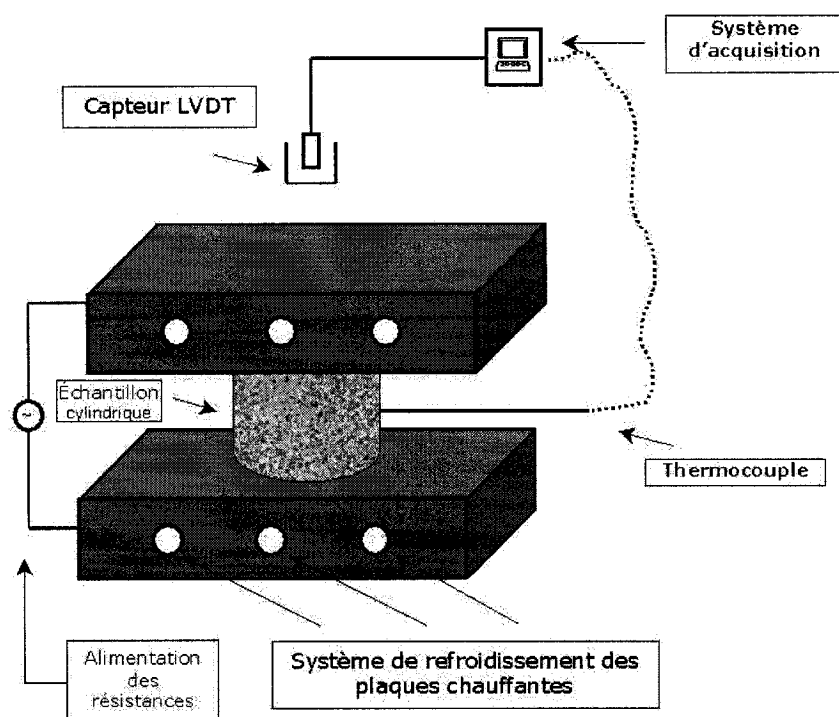 Système
d'acquisition
Capteur LVDT
Échantillon
cylindrique
~
Thermocouple
Alimentation
des
résistances
Système de refroidissement des
plaques chauffantes